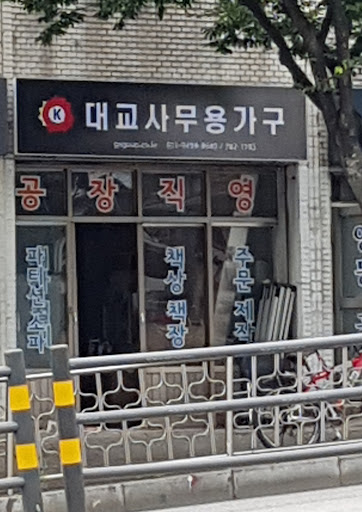 K 대교사무용가구
공장직영
파티션소파
책상책장
주문제작